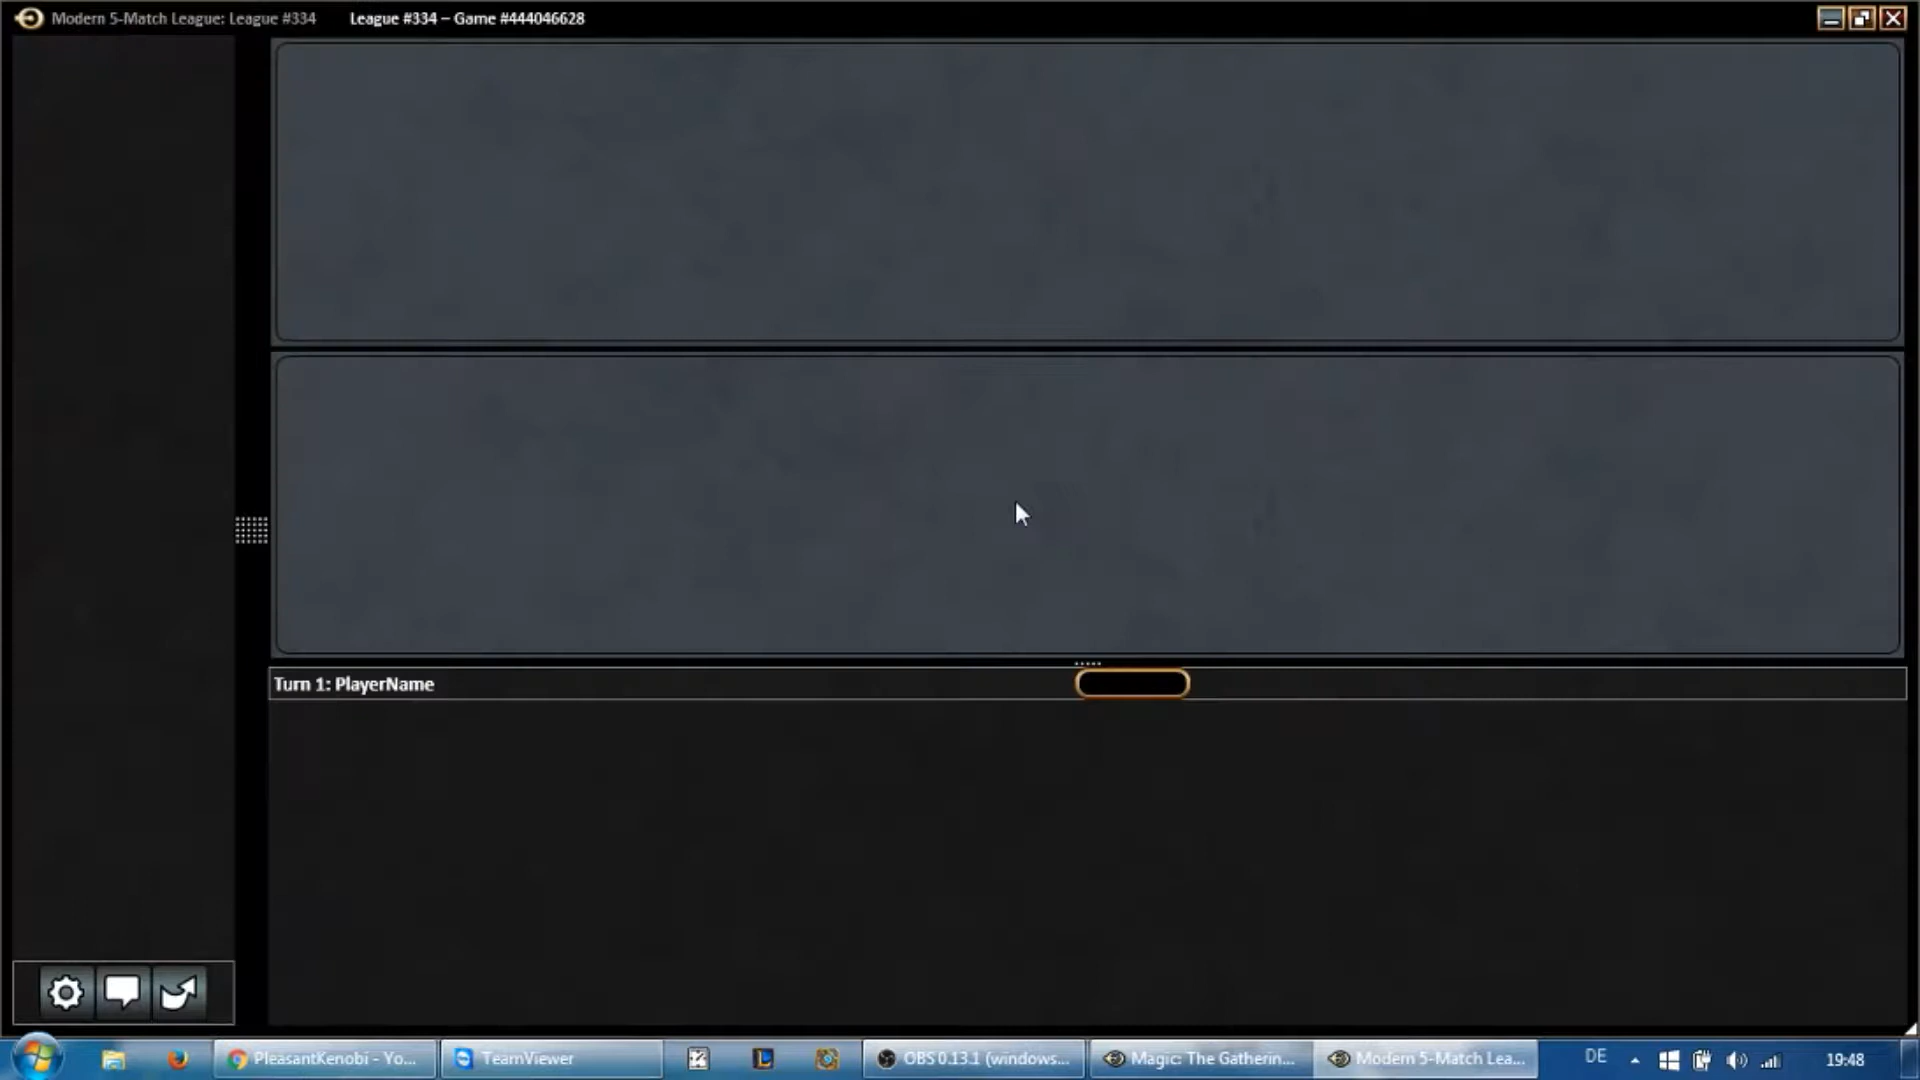 Modern 5-Match League: League #334
League #334 – Game #444046628
Turn 1: PlayerName
PleasantKenobi - Yo...
TeamViewer
OBS 0.13.1 (windows...
Magic: The Gatherin...
Modern 5-Match Lea...
DE
19:48